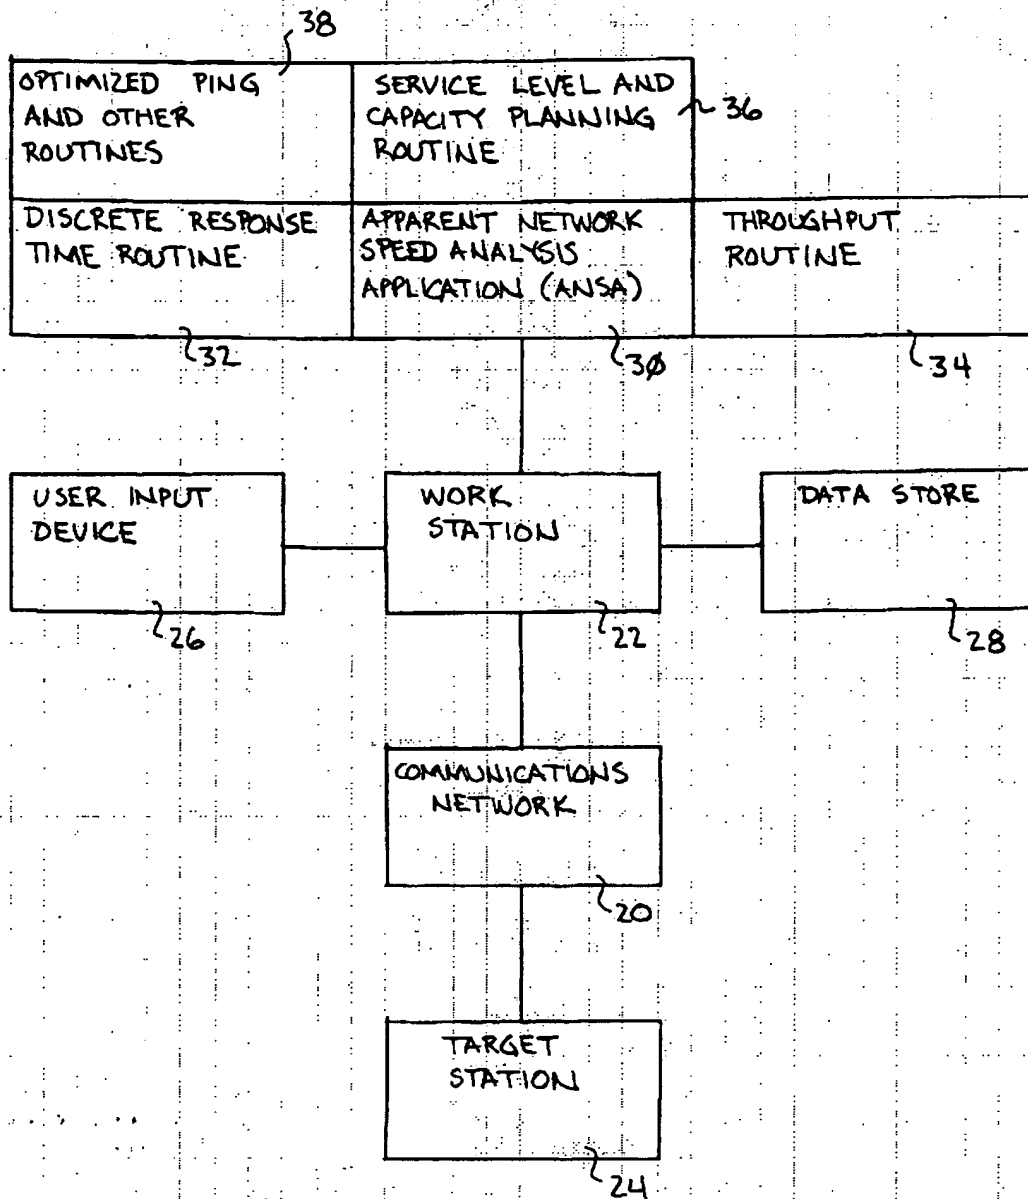 38
OPTIMIZED PING
AND OTHER
ROUTINES
SERVICE LEVEL AND
CAPACITY PLANNING
ROUTINE
36
DISCRETE RESPONSE
TIME ROUTINE
APPARENT NETWORK
SPEED ANALYSIS
APPLICATION (ANSA)
THROUGHPUT
ROUTINE
32
30
34
USER INPUT
DEVICE
WORK
STATION
DATA STORE
26
22
28
COMMUNICATIONS
NETWORK
20
TARGET
STATION
24